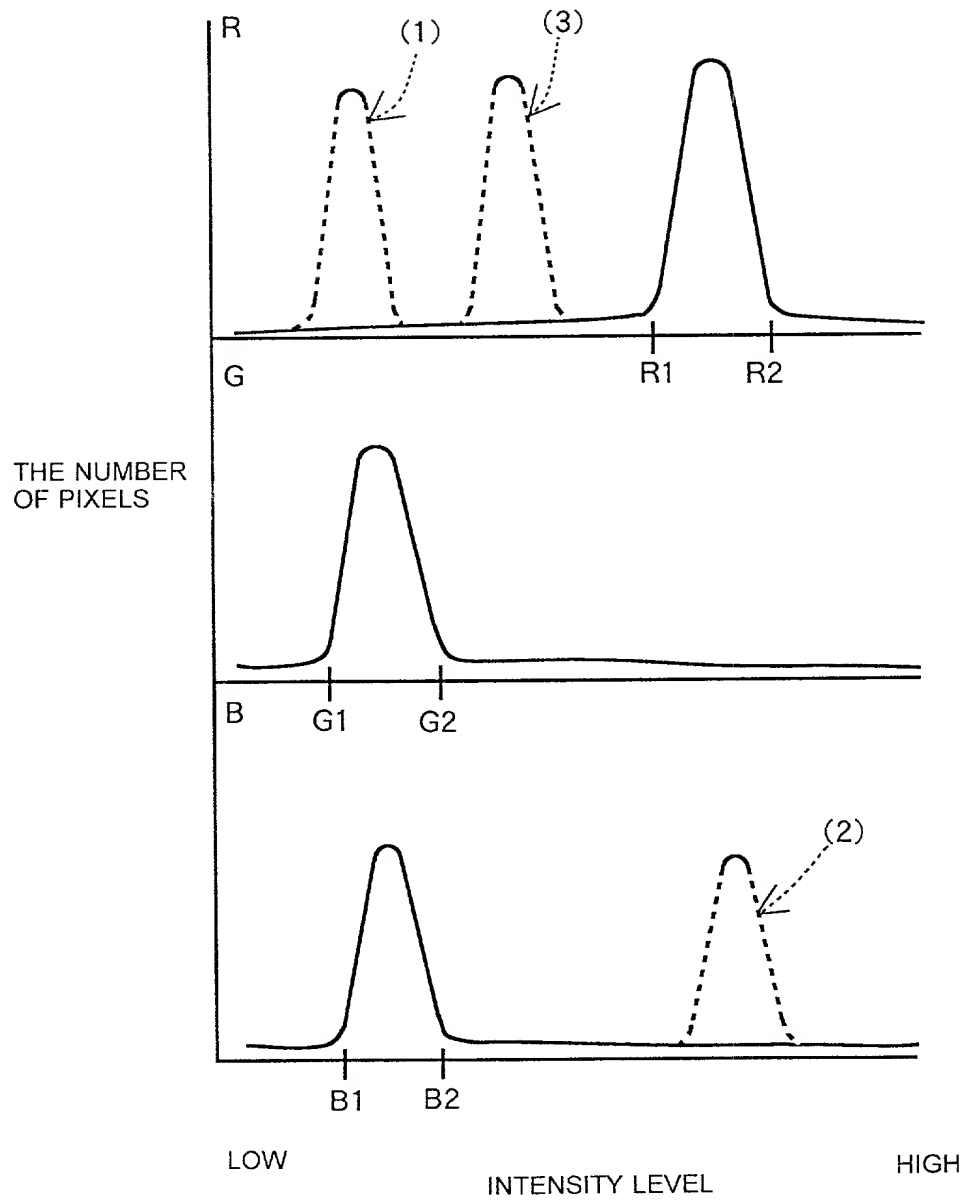 R
(1)
(3)
R1
R2
G
THE NUMBER
OF PIXELS
G1
G2
B
(2)
B1
B2
LOW
HIGH
INTENSITY LEVEL